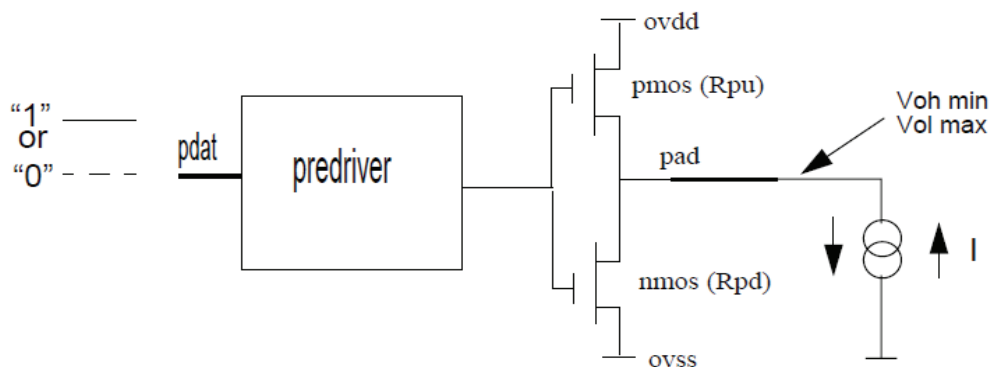 ovdd
pmos (Rpu)
Voh min
Vol max
“1”
or
“0”
pdat
predriver
pad
I
nmos (Rpd)
ovss